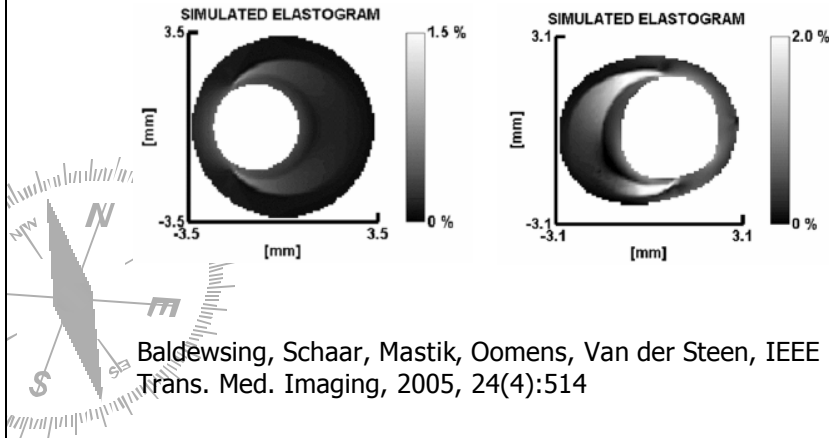 SIMULATED ELASTOGRAM
3.5
1.5 %
[mm]
-3.5
0 %
-3.5
3.5
[mm]
SIMULATED ELASTOGRAM
3.1
2.0 %
[mm]
-3.1
0 %
-3.1
3.1
[mm]
NW
N
E
SE
S
Baldewsing, Schaar, Mastik, Oomens, Van der Steen, IEEE
Trans. Med. Imaging, 2005, 24(4):514